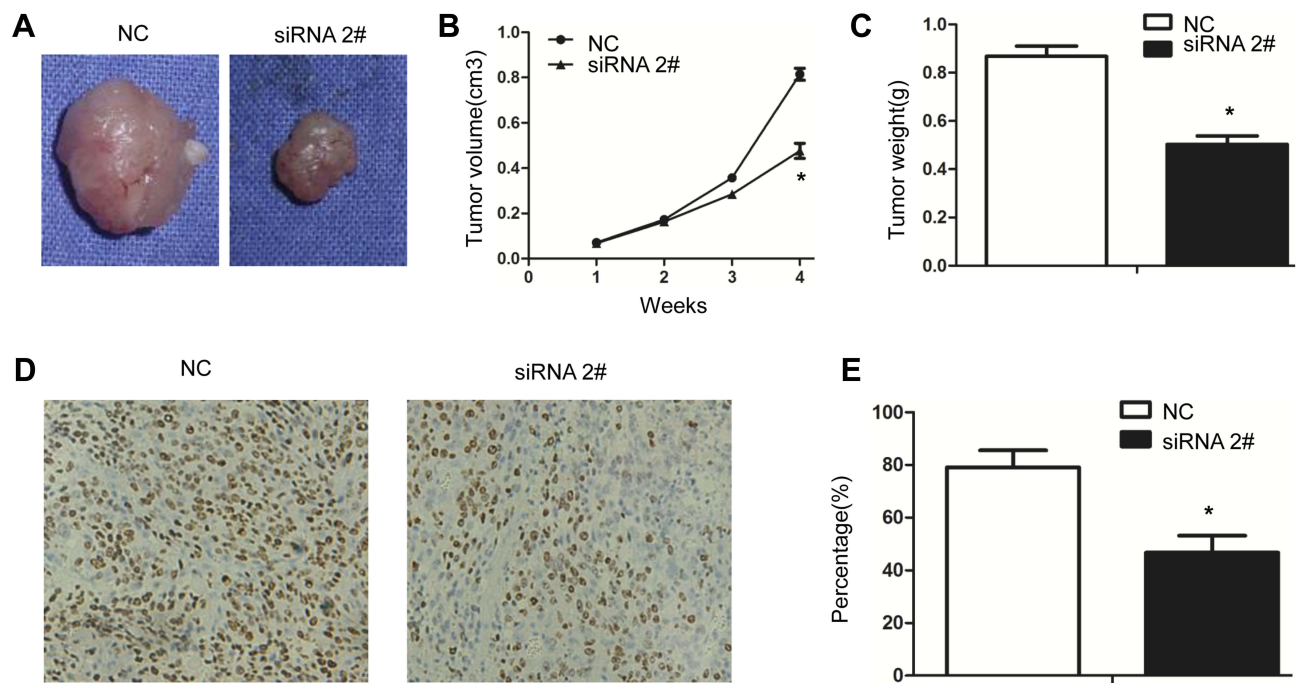 A
NC
siRNA 2#
B
NC
siRNA 2#
Tumor volume(cm3)
1.0
0.8
0.6
0.4
0.2
0.0
*
0 1 2 3 4
Weeks
C
NC
siRNA 2#
Tumor weight(g)
1.0
0.8
0.6
0.4
0.2
0.0
*
D
NC
siRNA 2#
E
NC
siRNA 2#
Percentage(%)
100
80
60
40
20
0
*